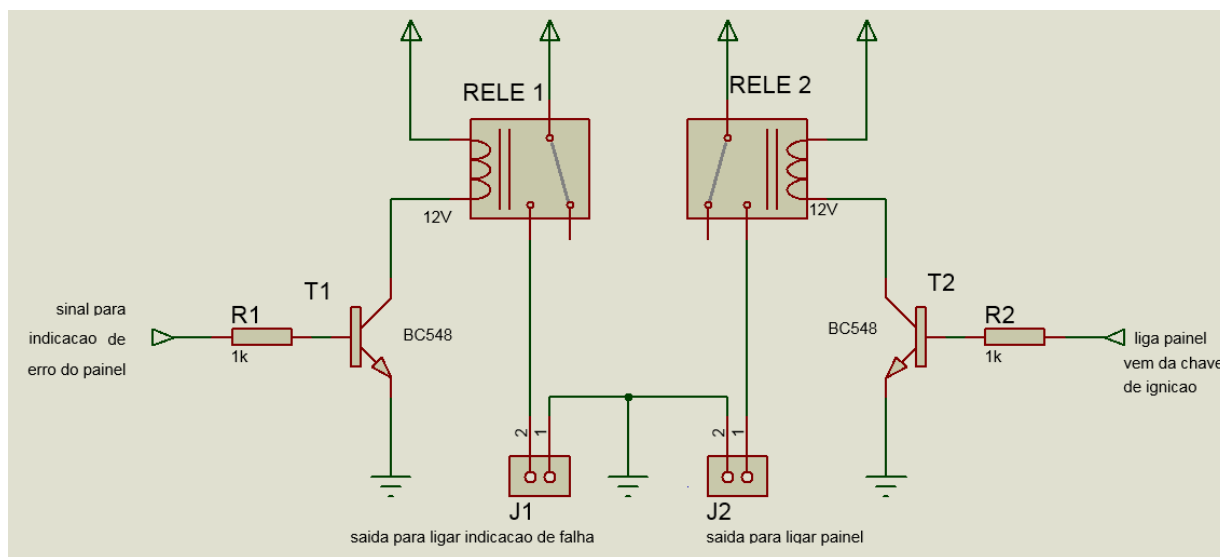 RELE 1
RELE 2
12V
12V
T1
T2
sinal para
indicacao de
erro do painel
R1
1k
BC548
BC548
R2
1k
liga painel
vem da chave
de ignicao
2
1
2
1
J1
J2
saida para ligar indicacao de falha
saida para ligar painel